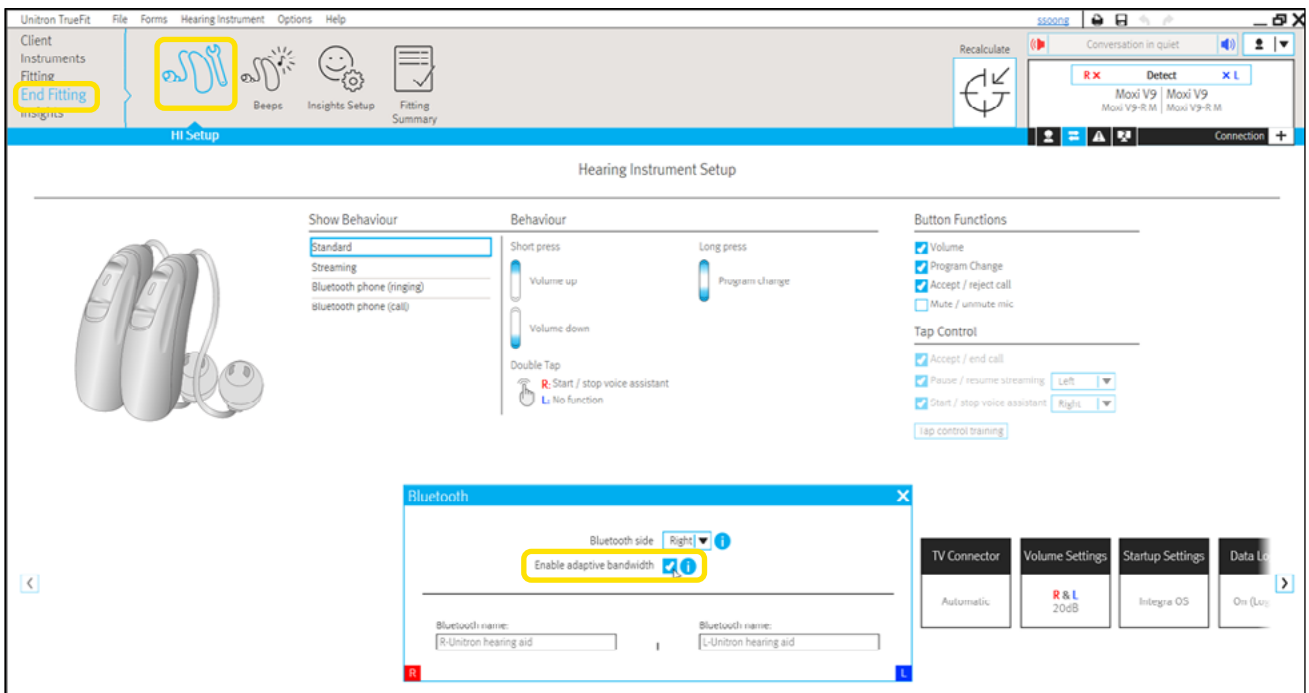 Unitron TrueFit File Forms Hearing Instrument Options Help ssoong
Client
Instruments
Fitting
End Fitting
Insights
HI Setup
Beeps
Insights Setup
Fitting
Summary
Recalculate
Conversation in quiet
R X Detect X L
Moxi V9 Moxi V9
Moxi V9-R M Moxi V9-R M
Connection +
Hearing Instrument Setup
Show Behaviour
Standard
Streaming
Bluetooth phone (ringing)
Bluetooth phone (call)
Behaviour
Short press
Volume up
Volume down
Long press
Program change
Double Tap
R: Start / stop voice assistant
L: No function
Button Functions
Volume
Program Change
Accept / reject call
Mute / unmute mic
Tap Control
Accept / end call
Pause / resume streaming Left
Start / stop voice assistant Right
Tap control training
Bluetooth X
Bluetooth side Right i
Enable adaptive bandwidth i
Bluetooth name:
R-Unitron hearing aid
Bluetooth name:
L-Unitron hearing aid
R L
TV Connector
Automatic
Volume Settings
R & L
20dB
Startup Settings
Integra OS
Data Lo
On (Log